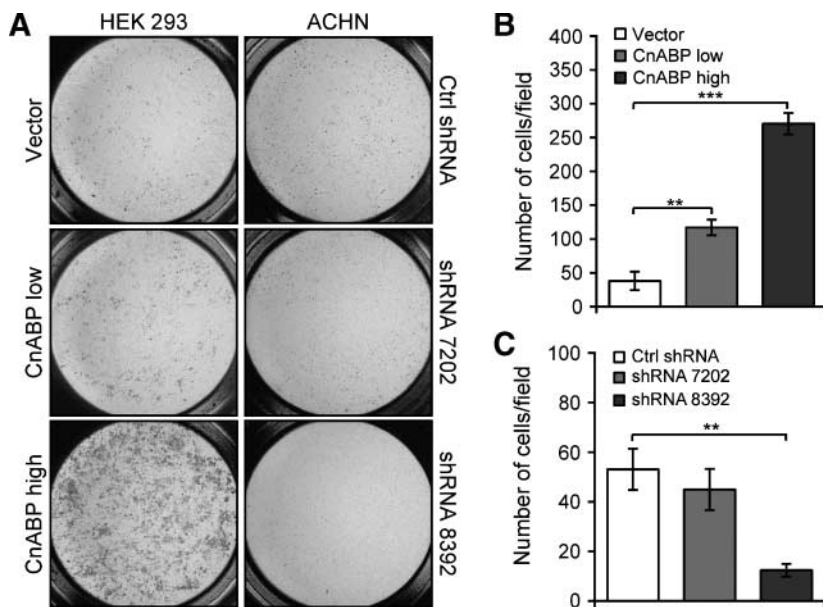 A
HEK 293
ACHN
Vector
Ctrl shRNA
CnABP low
shRNA 7202
CnABP high
shRNA 8392
B
Vector
CnABP low
CnABP high
Number of cells/field
400
350
300
250
200
150
100
50
0
***
**
C
Ctrl shRNA
shRNA 7202
shRNA 8392
Number of cells/field
100
80
60
40
20
0
**